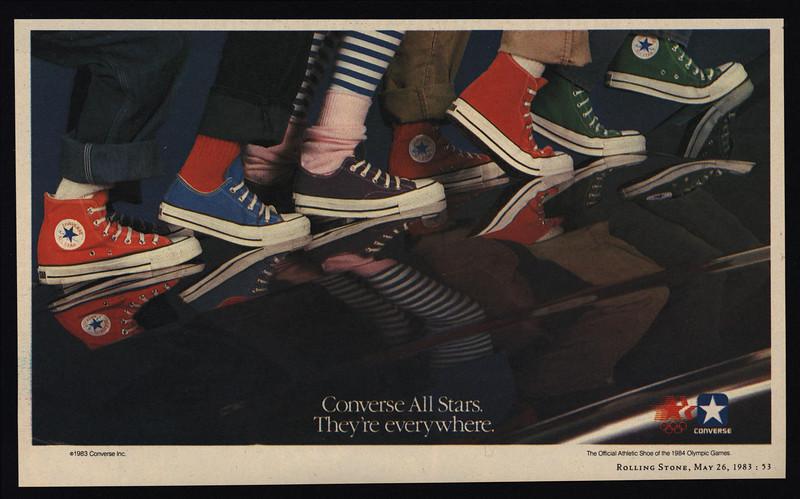 Converse All Stars.
They're everywhere.
CONVERSE
©1983 Converse Inc.
The Official Athletic Shoe of the 1984 Olympic Games.
ROLLING STONE, MAY 26, 1983 : 53